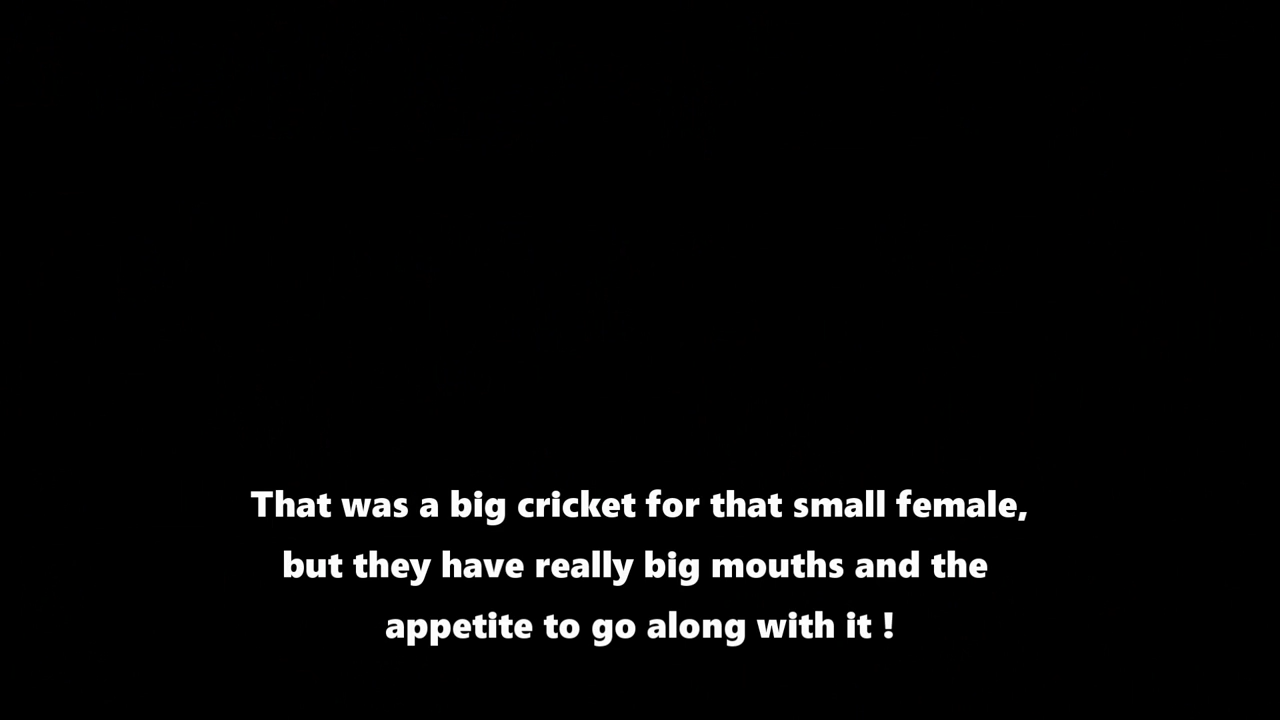 That was a big cricket for that small female,
but they have really big mouths and the
appetite to go along with it !